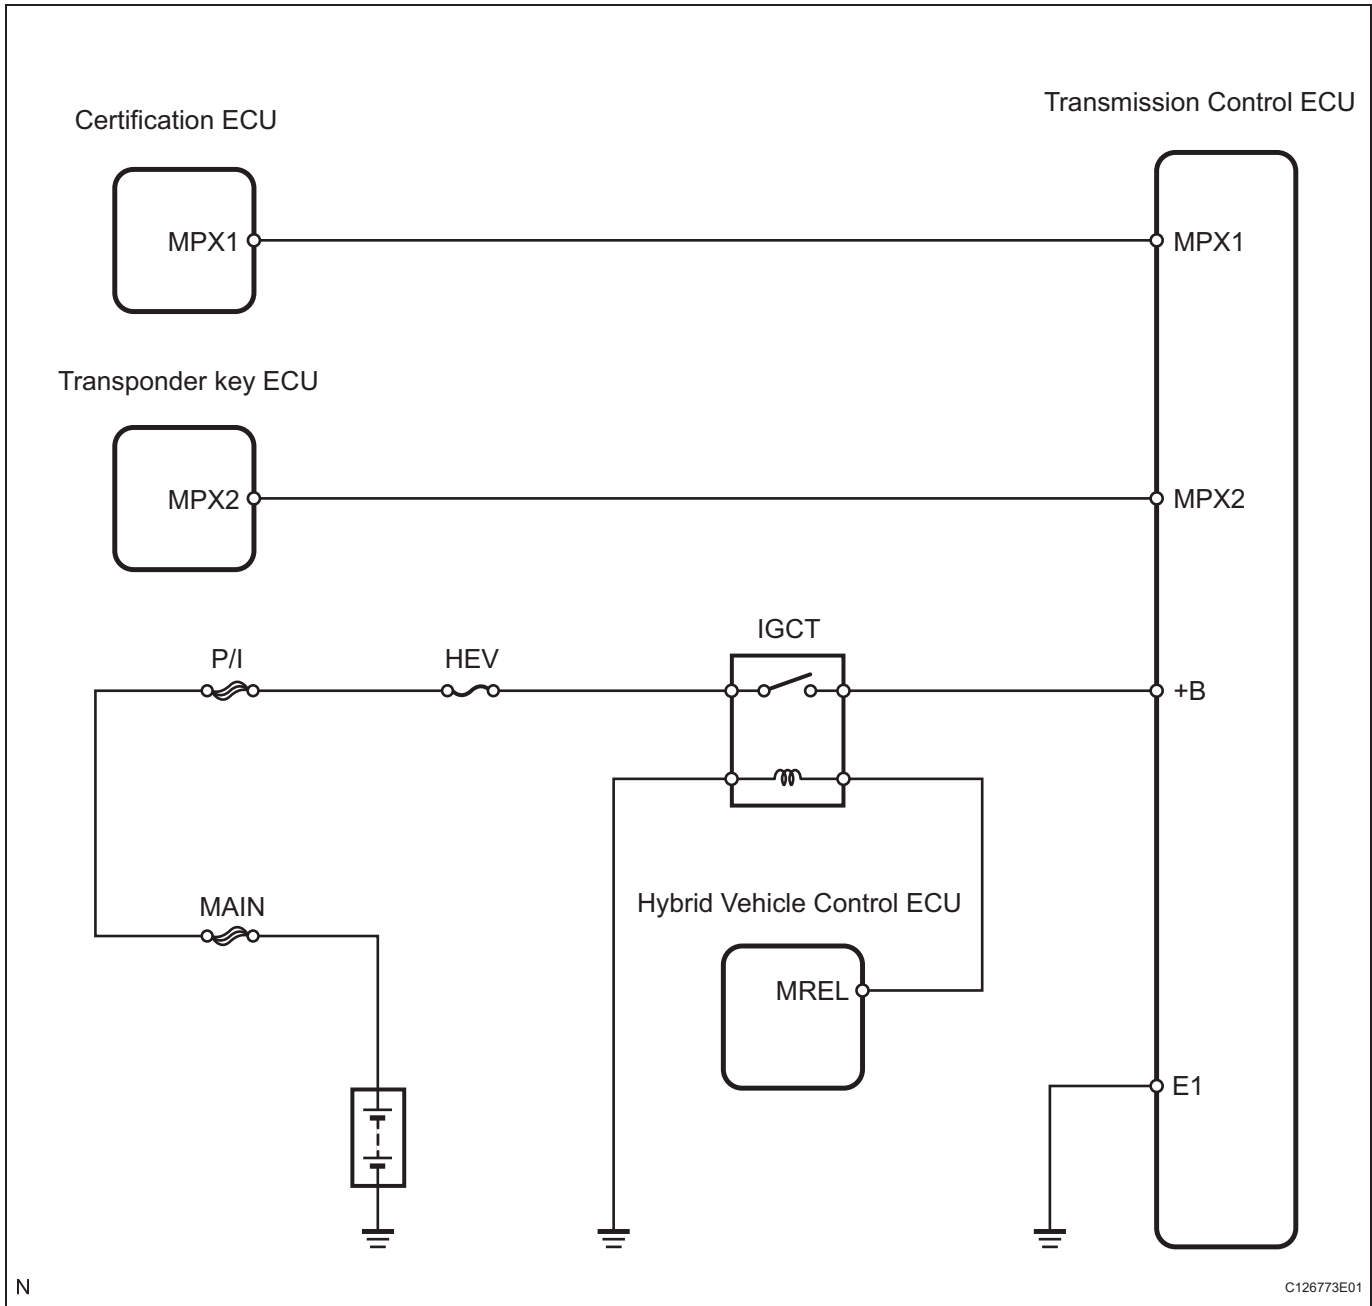 Transmission Control ECU
Certification ECU
MPX1
MPX1
Transponder key ECU
MPX2
MPX2
IGCT
P/I
HEV
+B
MAIN
Hybrid Vehicle Control ECU
MREL
E1
N
C126773E01